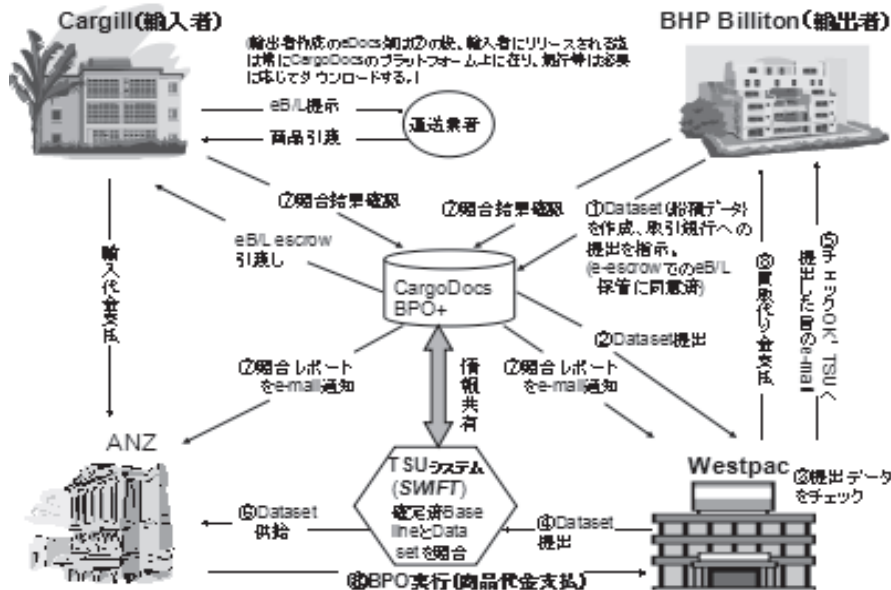 Cargill(輸入者)
BHP Billiton(輸出者)
(輸出者作成のeDocs類は②の後、輸入者にリリースされる迄
は常にCargoDocsのプラットフォーム上に在り、銀行等は必要
に応じてダウンロードする。)
eB/L提示
商品引渡
運送業者
⑦照合結果確認
⑦照合結果確認
①Dataset(船積データ)
を作成、取引銀行への
提出を指示。
(e-escrowでのeB/L
保管に同意済)
eB/L escrow
引渡し
輸入代金支払
CargoDocs
BPO+
②Dataset提出
⑧買取代り金支払
⑤チェックOK、TSUへ
提出した旨のe-mail
⑦照合レポート
をe-mail通知
情報共有
⑦照合レポート
をe-mail通知
ANZ
TSUシステム
(SWIFT)
確定済Base
lineとData
setを照合
Westpac
③提出データ
をチェック
⑥Dataset
供給
④Dataset
提出
BPO実行(商品代金支払)